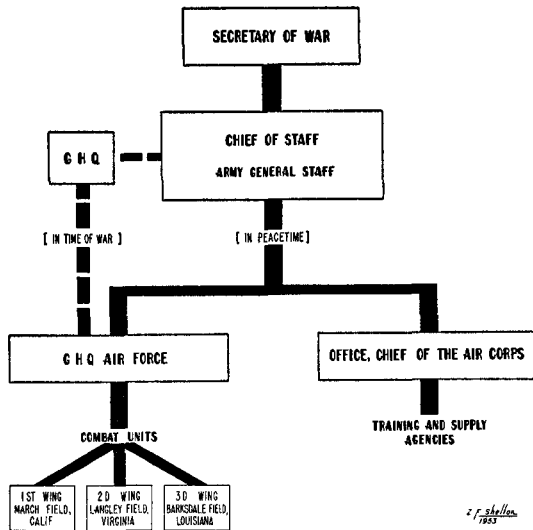 SECRETARY OF WAR
CHIEF OF STAFF
ARMY GENERAL STAFF
G H Q
[ IN TIME OF WAR ]
[ IN PEACETIME ]
G H Q AIR FORCE
OFFICE, CHIEF OF THE AIR CORPS
COMBAT UNITS
TRAINING AND SUPPLY
AGENCIES
1ST WING
MARCH FIELD,
CALIF
2D WING
LANGLEY FIELD,
VIRGINIA
3D WING
BARKSDALE FIELD,
LOUISIANA
Z F Shelton
1953